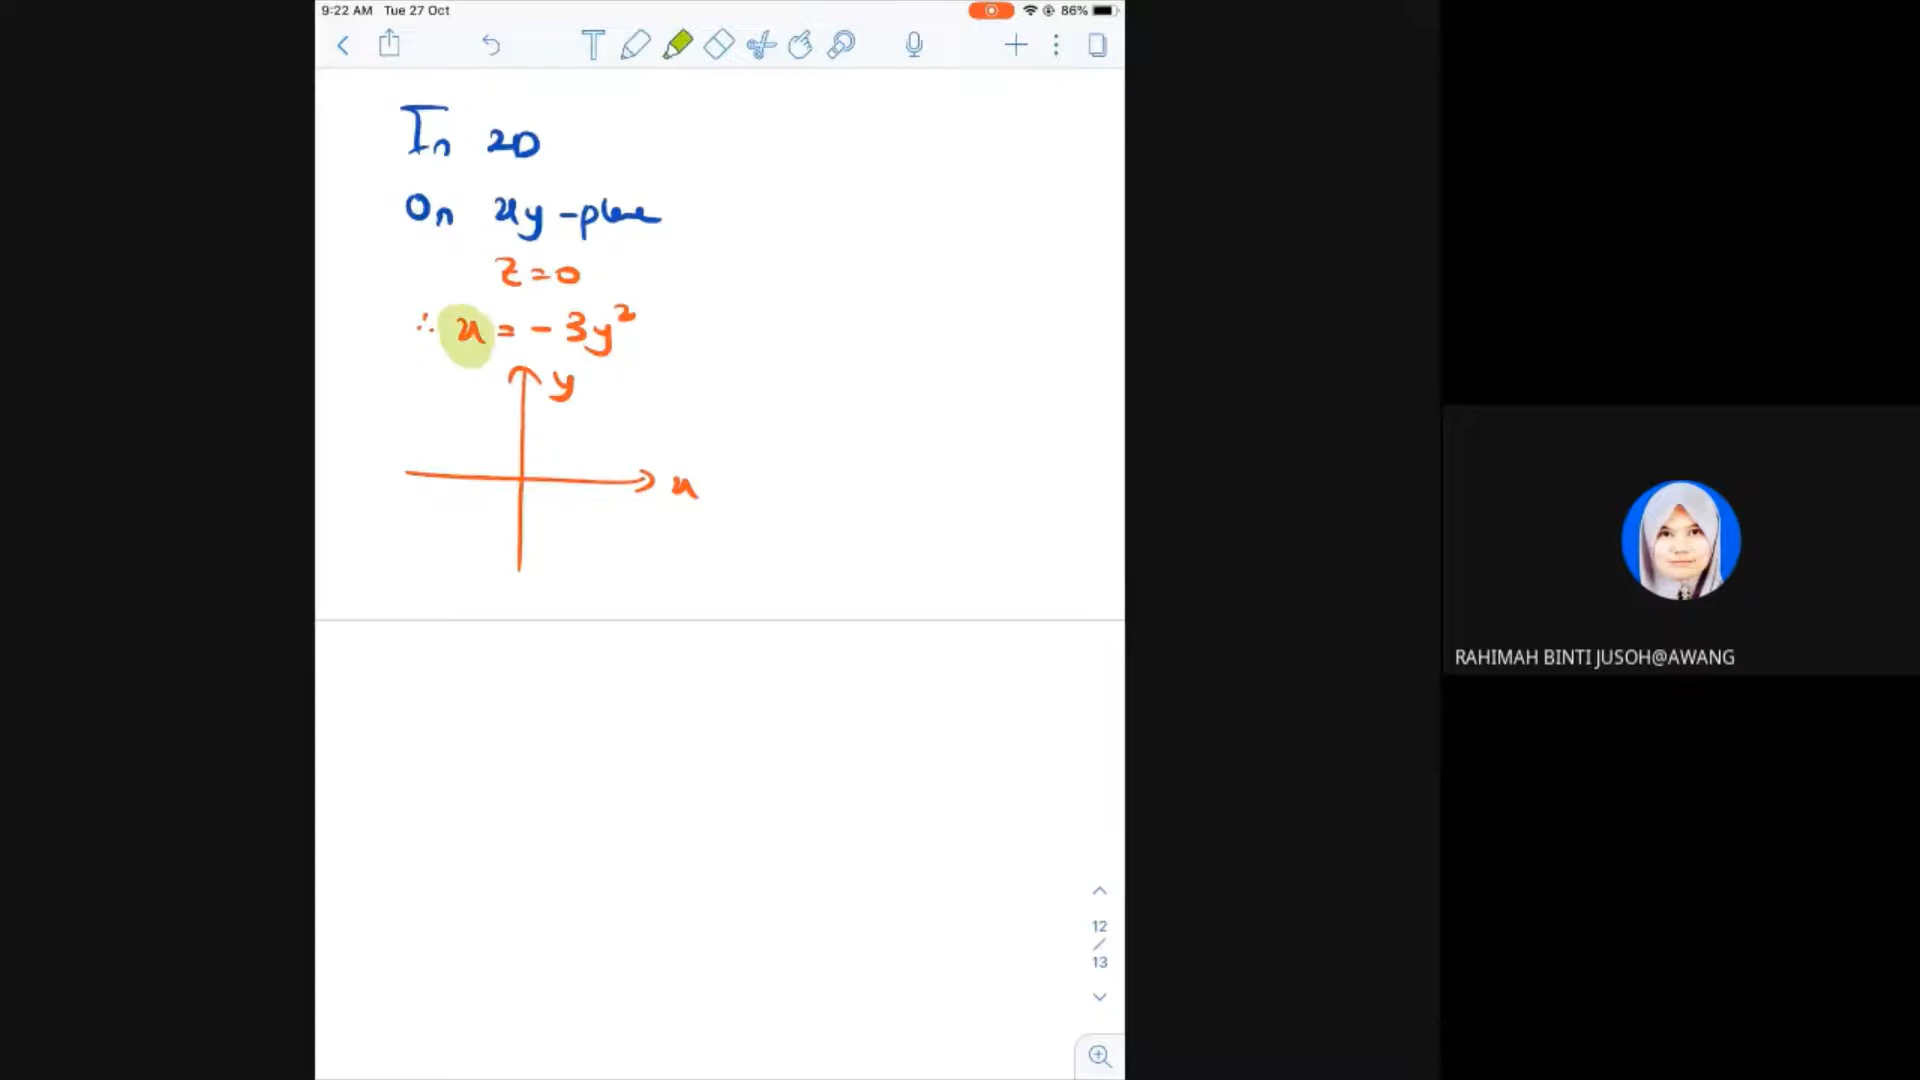 9:22 AM Tue 27 Oct
86%
In 2D
On xy-plane
z = 0
∴ x = -3y²
y
x
12
/
13
RAHIMAH BINTI JUSOH@AWANG